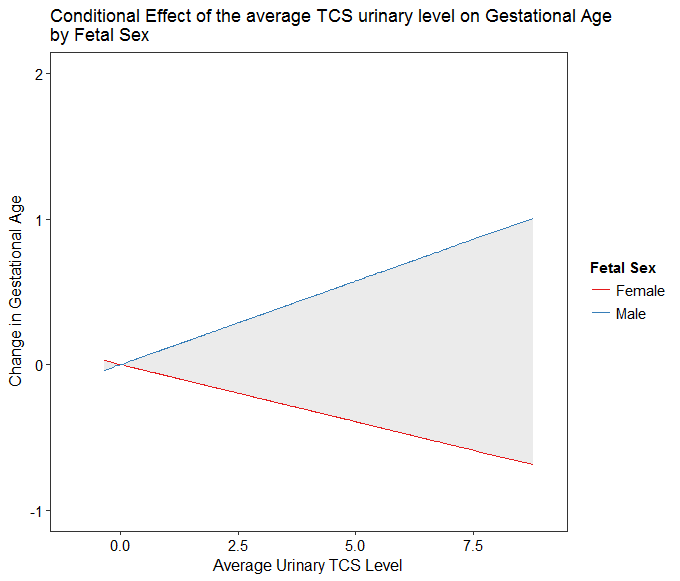 Conditional Effect of the average TCS urinary level on Gestational Age
by Fetal Sex
2
1
0
-1
Change in Gestational Age
0.0 2.5 5.0 7.5
Average Urinary TCS Level
Fetal Sex
Female
Male